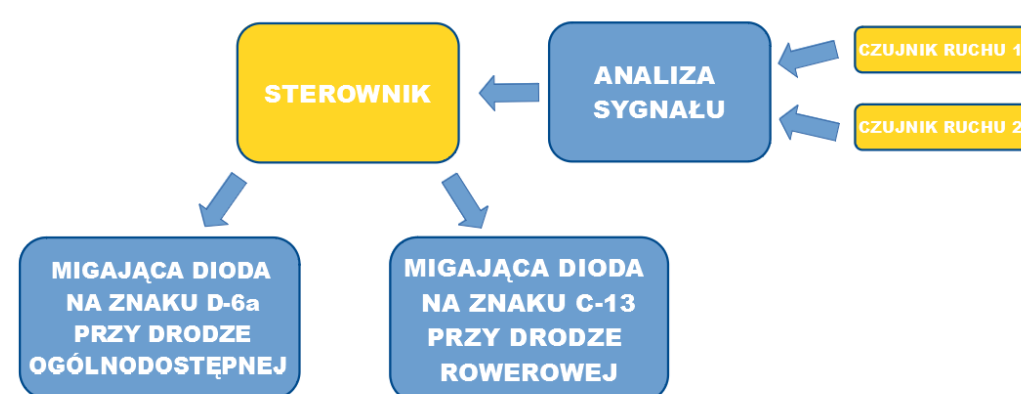 STEROWNIK
ANALIZA
SYGNAŁU
CZUJNIK RUCHU 1
CZUJNIK RUCHU 2
MIGAJĄCA DIODA
NA ZNAKU D-6a
PRZY DRODZE
OGÓLNODOSTĘPNEJ
MIGAJĄCA DIODA
NA ZNAKU C-13
PRZY DRODZE
ROWEROWEJ